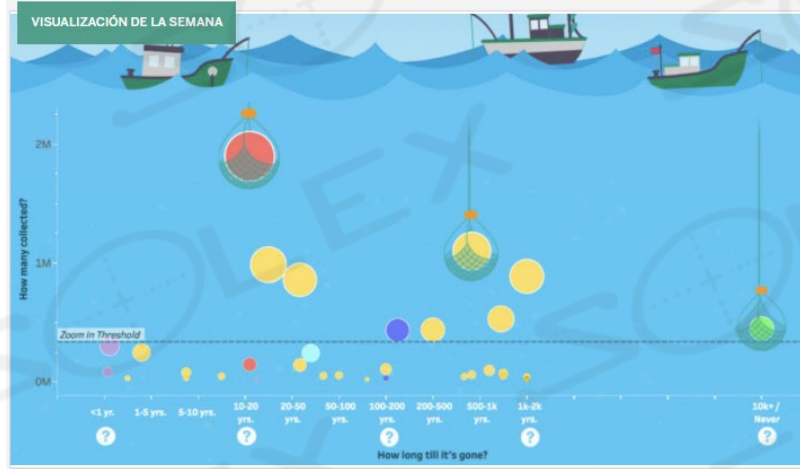 VISUALIZACIÓN DE LA SEMANA
How many collected?
2M
1M
Zoom in Threshold
0M
<1 yr. 1-5 yrs. 5-10 yrs. 10-20 yrs. 20-50 yrs. 50-100 yrs. 100-200 yrs. 200-500 yrs. 500-1k yrs. 1k-2k yrs. 10k+ / Never
? ? ? ? ?
How long till it's gone?
SOLEX